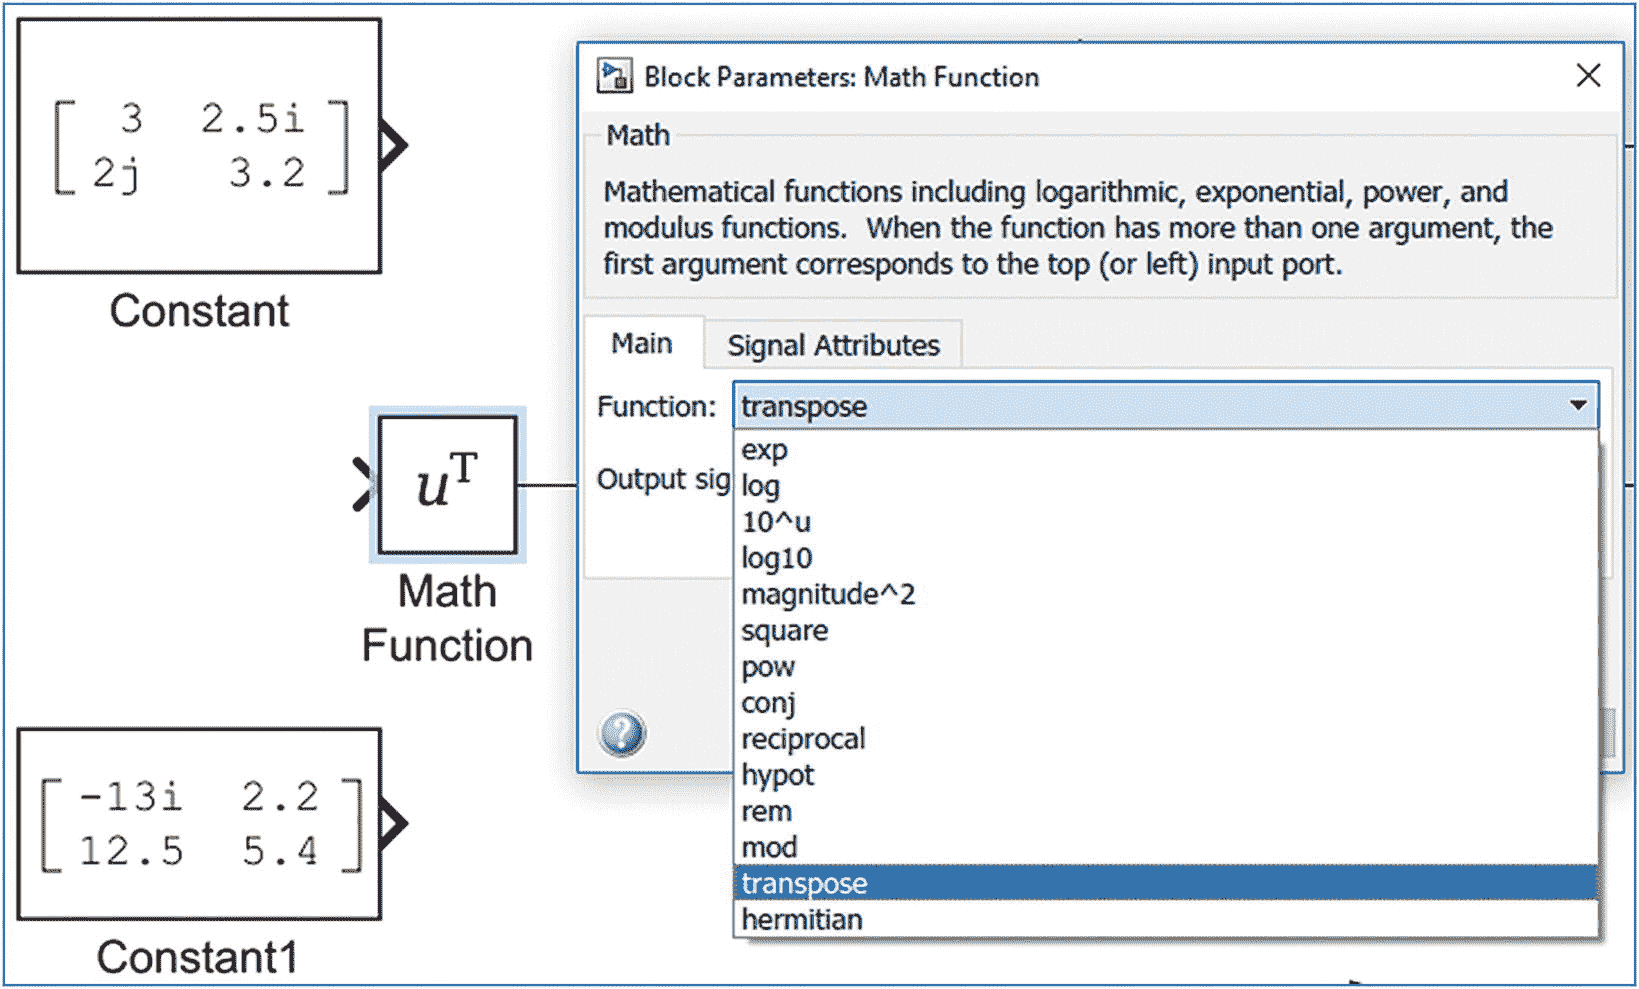 [ 3 2.5i ]
[ 2j 3.2 ]
Constant
u^T
Math
Function
[ -13i 2.2 ]
[ 12.5 5.4 ]
Constant1
Block Parameters: Math Function
Math
Mathematical functions including logarithmic, exponential, power, and
modulus functions. When the function has more than one argument, the
first argument corresponds to the top (or left) input port.
Main Signal Attributes
Function: transpose
Output sig
exp
log
10^u
log10
magnitude^2
square
pow
conj
reciprocal
hypot
rem
mod
transpose
hermitian
?